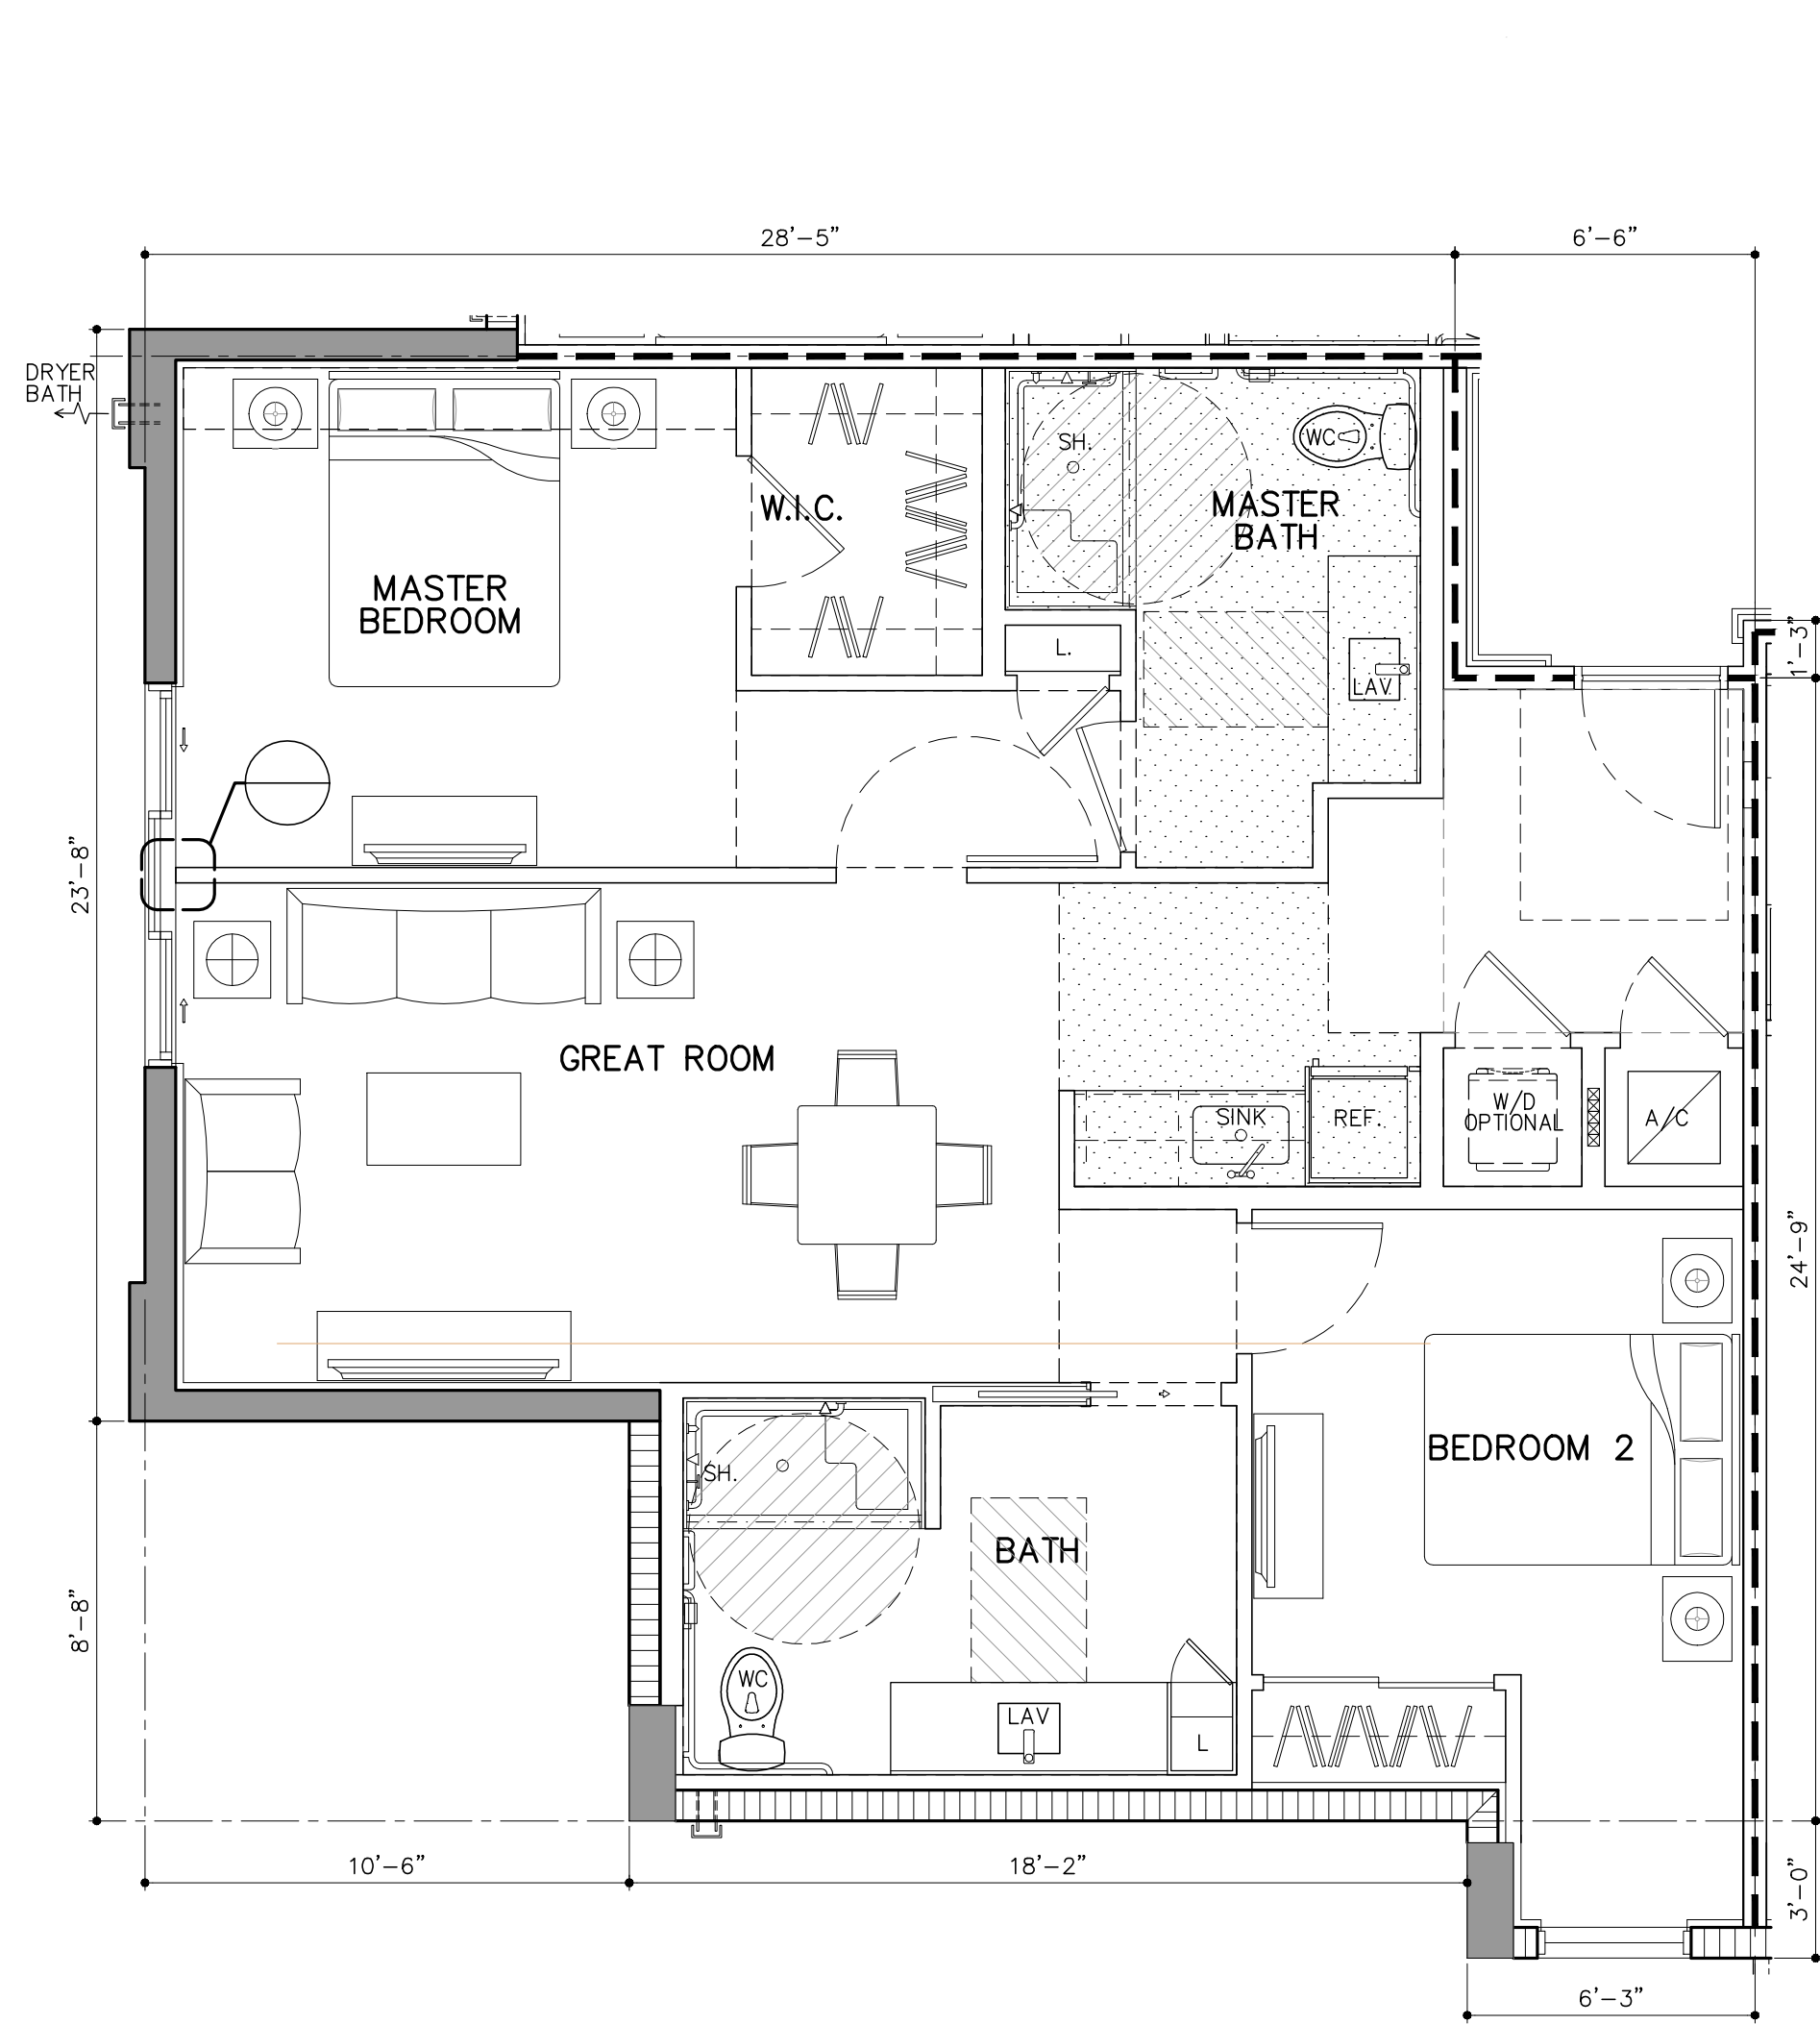 28'-5"
6'-6"
DRYER
BATH
SH.
WC
W.I.C.
MASTER
BATH
MASTER
BEDROOM
1'-3"
L.
LAV
23'-8"
GREAT ROOM
SINK
REF.
W/D
OPTIONAL
A/C
24'-9"
BEDROOM 2
SH.
BATH
8'-8"
WC
LAV
L
10'-6"
18'-2"
3'-0"
6'-3"